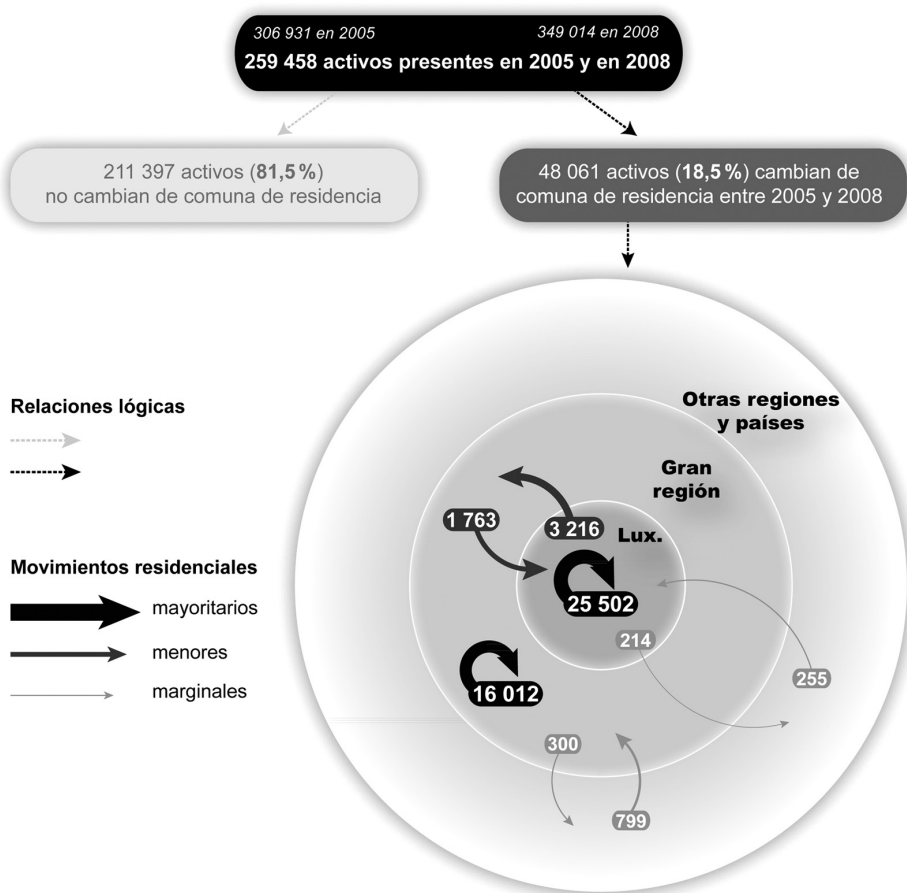 306 931 en 2005
349 014 en 2008
259 458 activos presentes en 2005 y en 2008
211 397 activos (81,5 %)
no cambian de comuna de residencia
48 061 activos (18,5 %) cambian de
comuna de residencia entre 2005 y 2008
Relaciones lógicas
Movimientos residenciales
mayoritarios
menores
marginales
Otras regiones
y países
Gran
región
Lux.
1 763
3 216
25 502
214
255
16 012
300
799